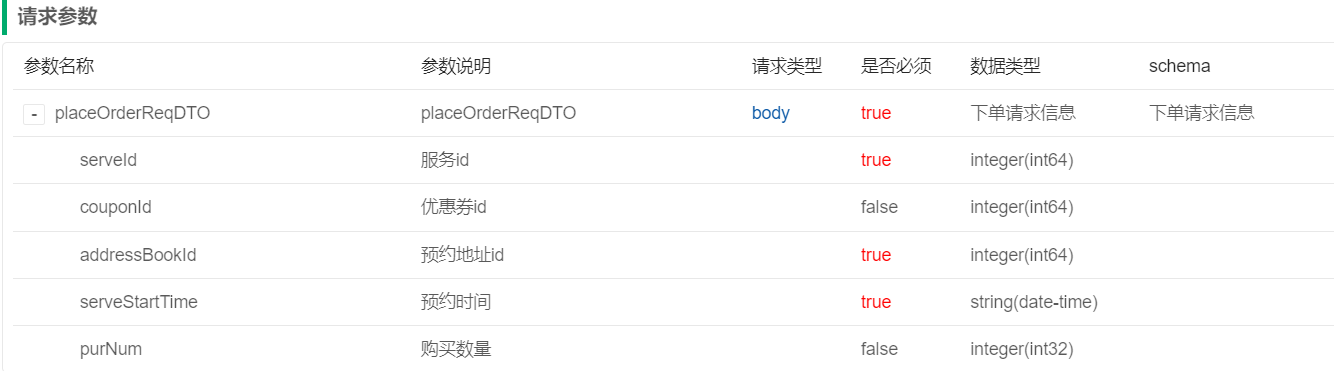 请求参数
参数名称 参数说明 请求类型 是否必须 数据类型 schema
- placeOrderReqDTO placeOrderReqDTO body true 下单请求信息 下单请求信息
serveId 服务id true integer(int64)
couponId 优惠券id false integer(int64)
addressBookId 预约地址id true integer(int64)
serveStartTime 预约时间 true string(date-time)
purNum 购买数量 false integer(int32)